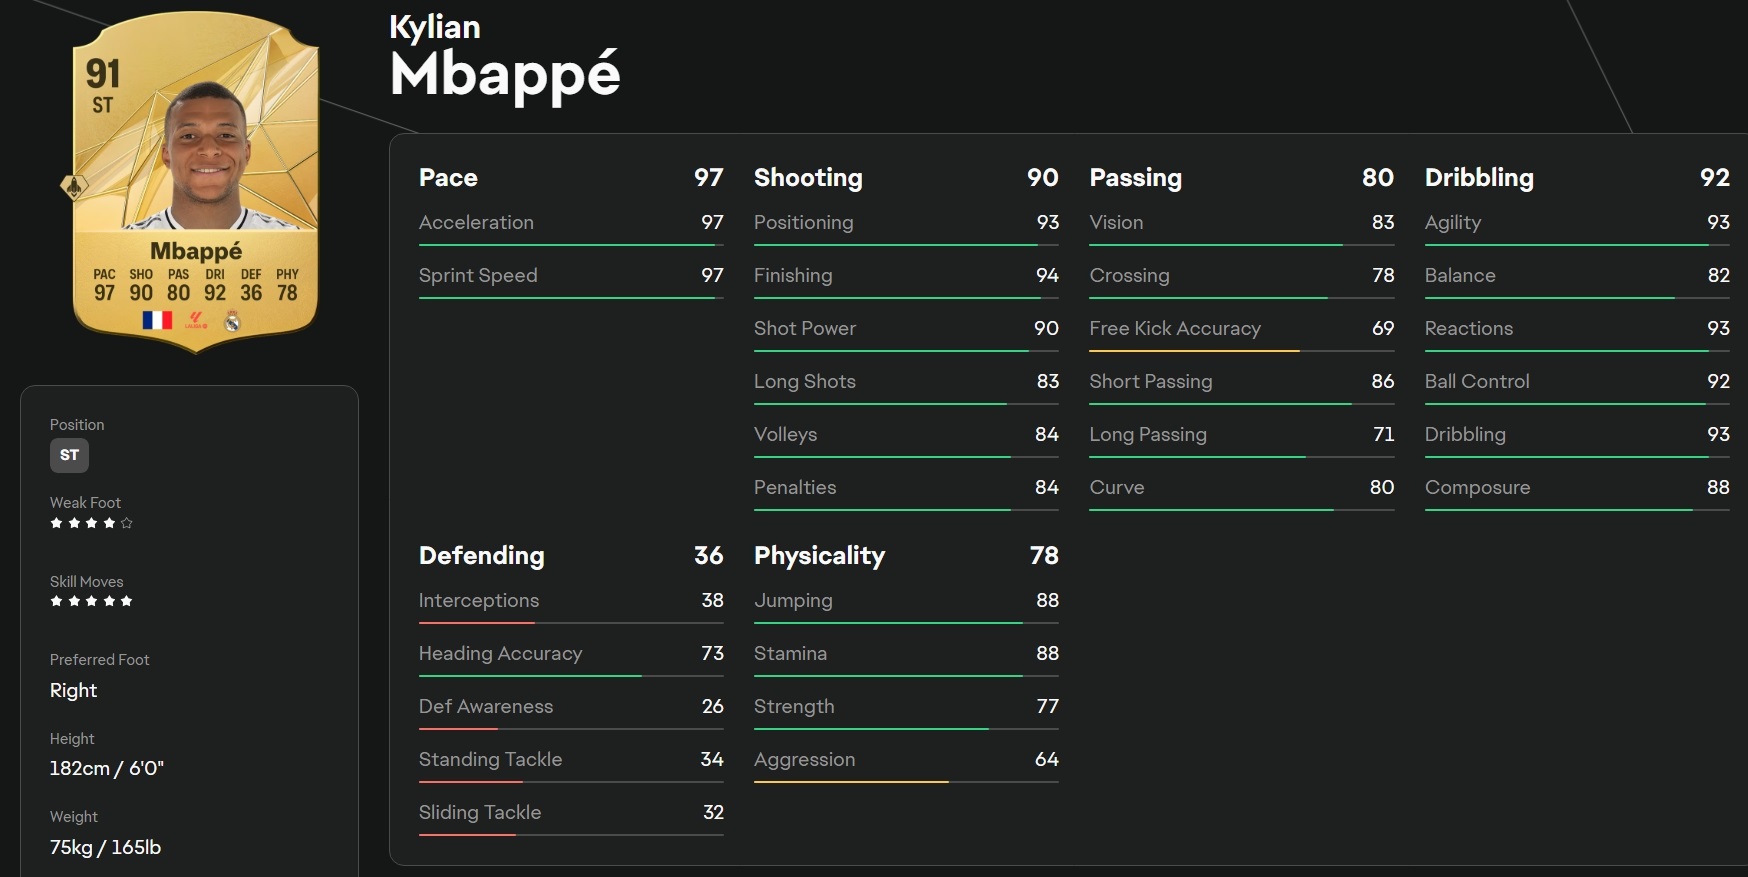 91
ST
Mbappé
PAC SHO PAS DRI DEF PHY
97 90 80 92 36 78
LALIGA
Position
ST
Weak Foot
Skill Moves
Preferred Foot
Right
Height
182cm / 6'0"
Weight
75kg / 165lb
Kylian
Mbappé
Pace 97
Acceleration 97
Sprint Speed 97
Shooting 90
Positioning 93
Finishing 94
Shot Power 90
Long Shots 83
Volleys 84
Penalties 84
Passing 80
Vision 83
Crossing 78
Free Kick Accuracy 69
Short Passing 86
Long Passing 71
Curve 80
Dribbling 92
Agility 93
Balance 82
Reactions 93
Ball Control 92
Dribbling 93
Composure 88
Defending 36
Interceptions 38
Heading Accuracy 73
Def Awareness 26
Standing Tackle 34
Sliding Tackle 32
Physicality 78
Jumping 88
Stamina 88
Strength 77
Aggression 64